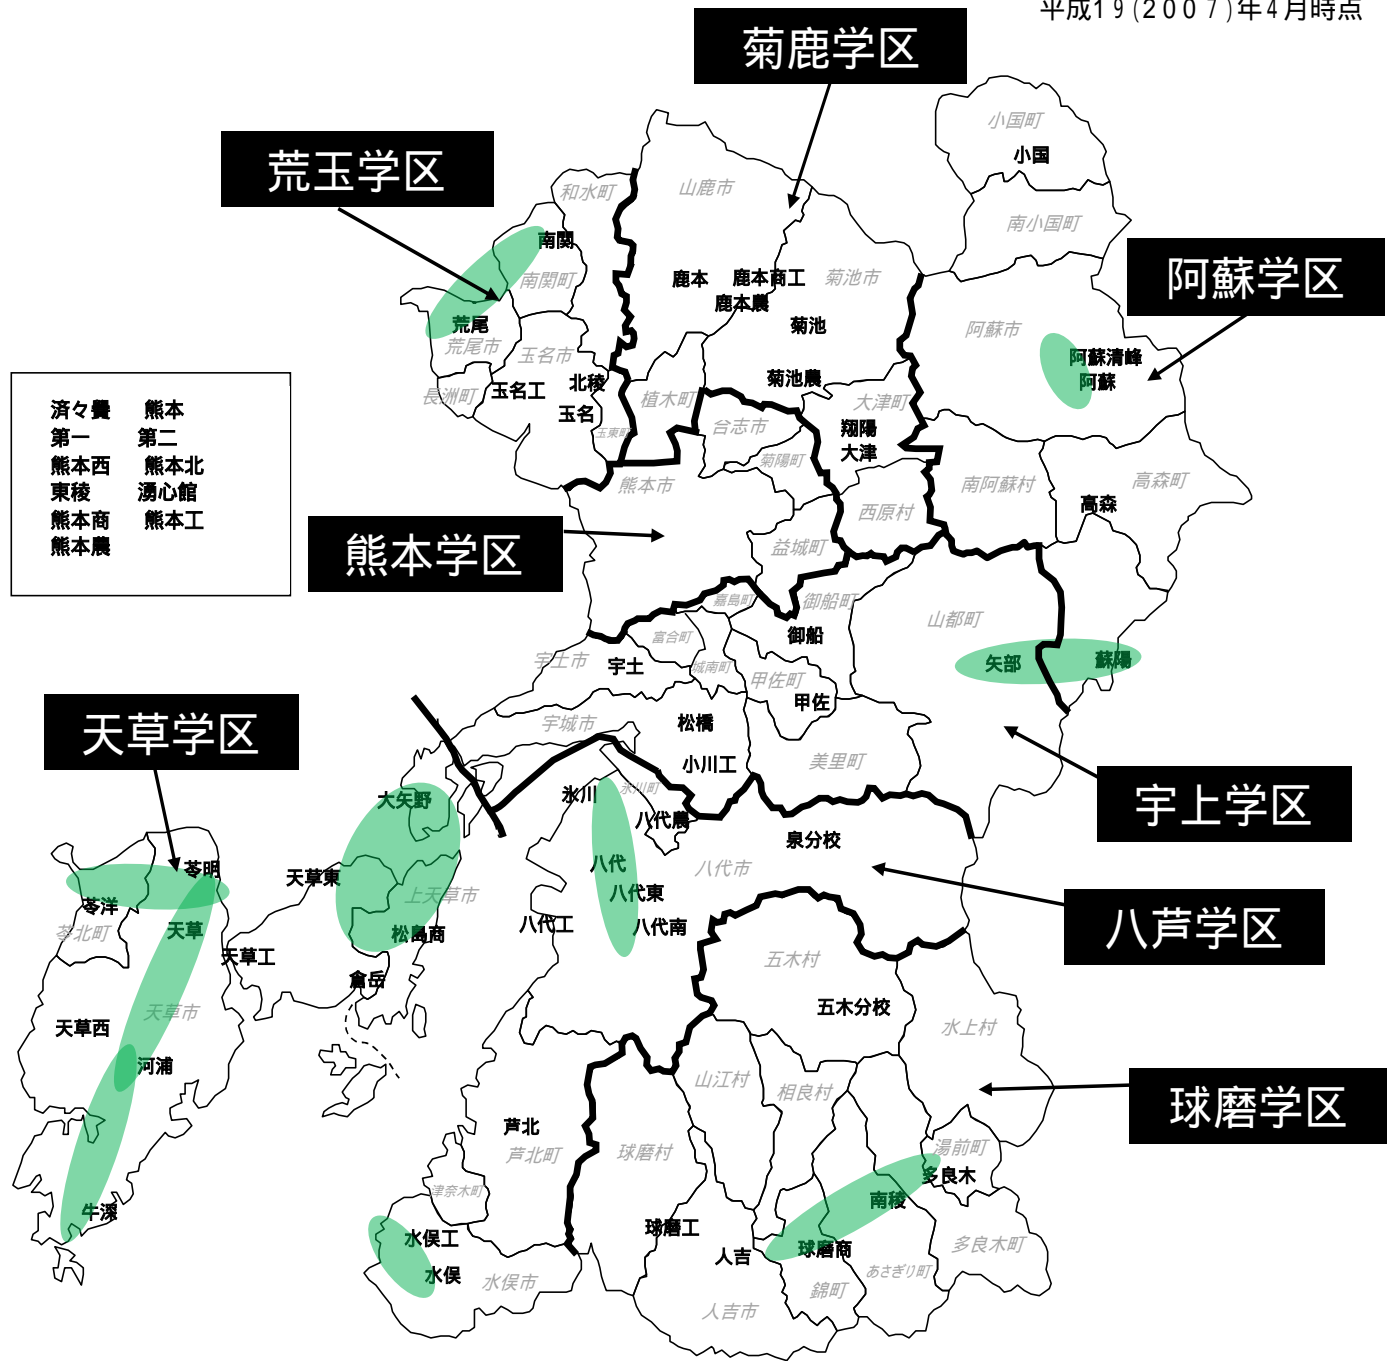 平成19(2007)年4月時点
菊鹿学区
荒玉学区
阿蘇学区
熊本学区
天草学区
宇上学区
八芦学区
球磨学区
済々黌 熊本
第一 第二
熊本西 熊本北
東稜 湧心館
熊本商 熊本工
熊本農
小国町
小国
南小国町
和水町
山鹿市
南関
南関町
鹿本
鹿本商工
鹿本農
菊池市
菊池
菊池農
阿蘇市
阿蘇清峰
阿蘇
荒尾
荒尾市
玉名市
長洲町
玉名工
北稜
玉名
玉東町
植木町
合志市
菊陽町
大津町
翔陽
大津
熊本市
西原村
南阿蘇村
高森町
高森
益城町
嘉島町
御船町
御船
山都町
矢部
蘇陽
富合町
城南町
宇土市
宇土
甲佐町
甲佐
宇城市
松橋
小川工
美里町
大矢野
氷川
氷川町
八代農
泉分校
八代
八代市
八代東
八代工
八代南
苓明
苓洋
苓北町
天草
天草東
上天草市
松島商
天草工
倉岳
天草西
天草市
河浦
牛深
五木村
五木分校
水上村
山江村
相良村
芦北
芦北町
球磨村
津奈木町
湯前町
多良木
南稜
水俣工
水俣
水俣市
球磨工
人吉
球磨商
多良木町
あさぎり町
錦町
人吉市